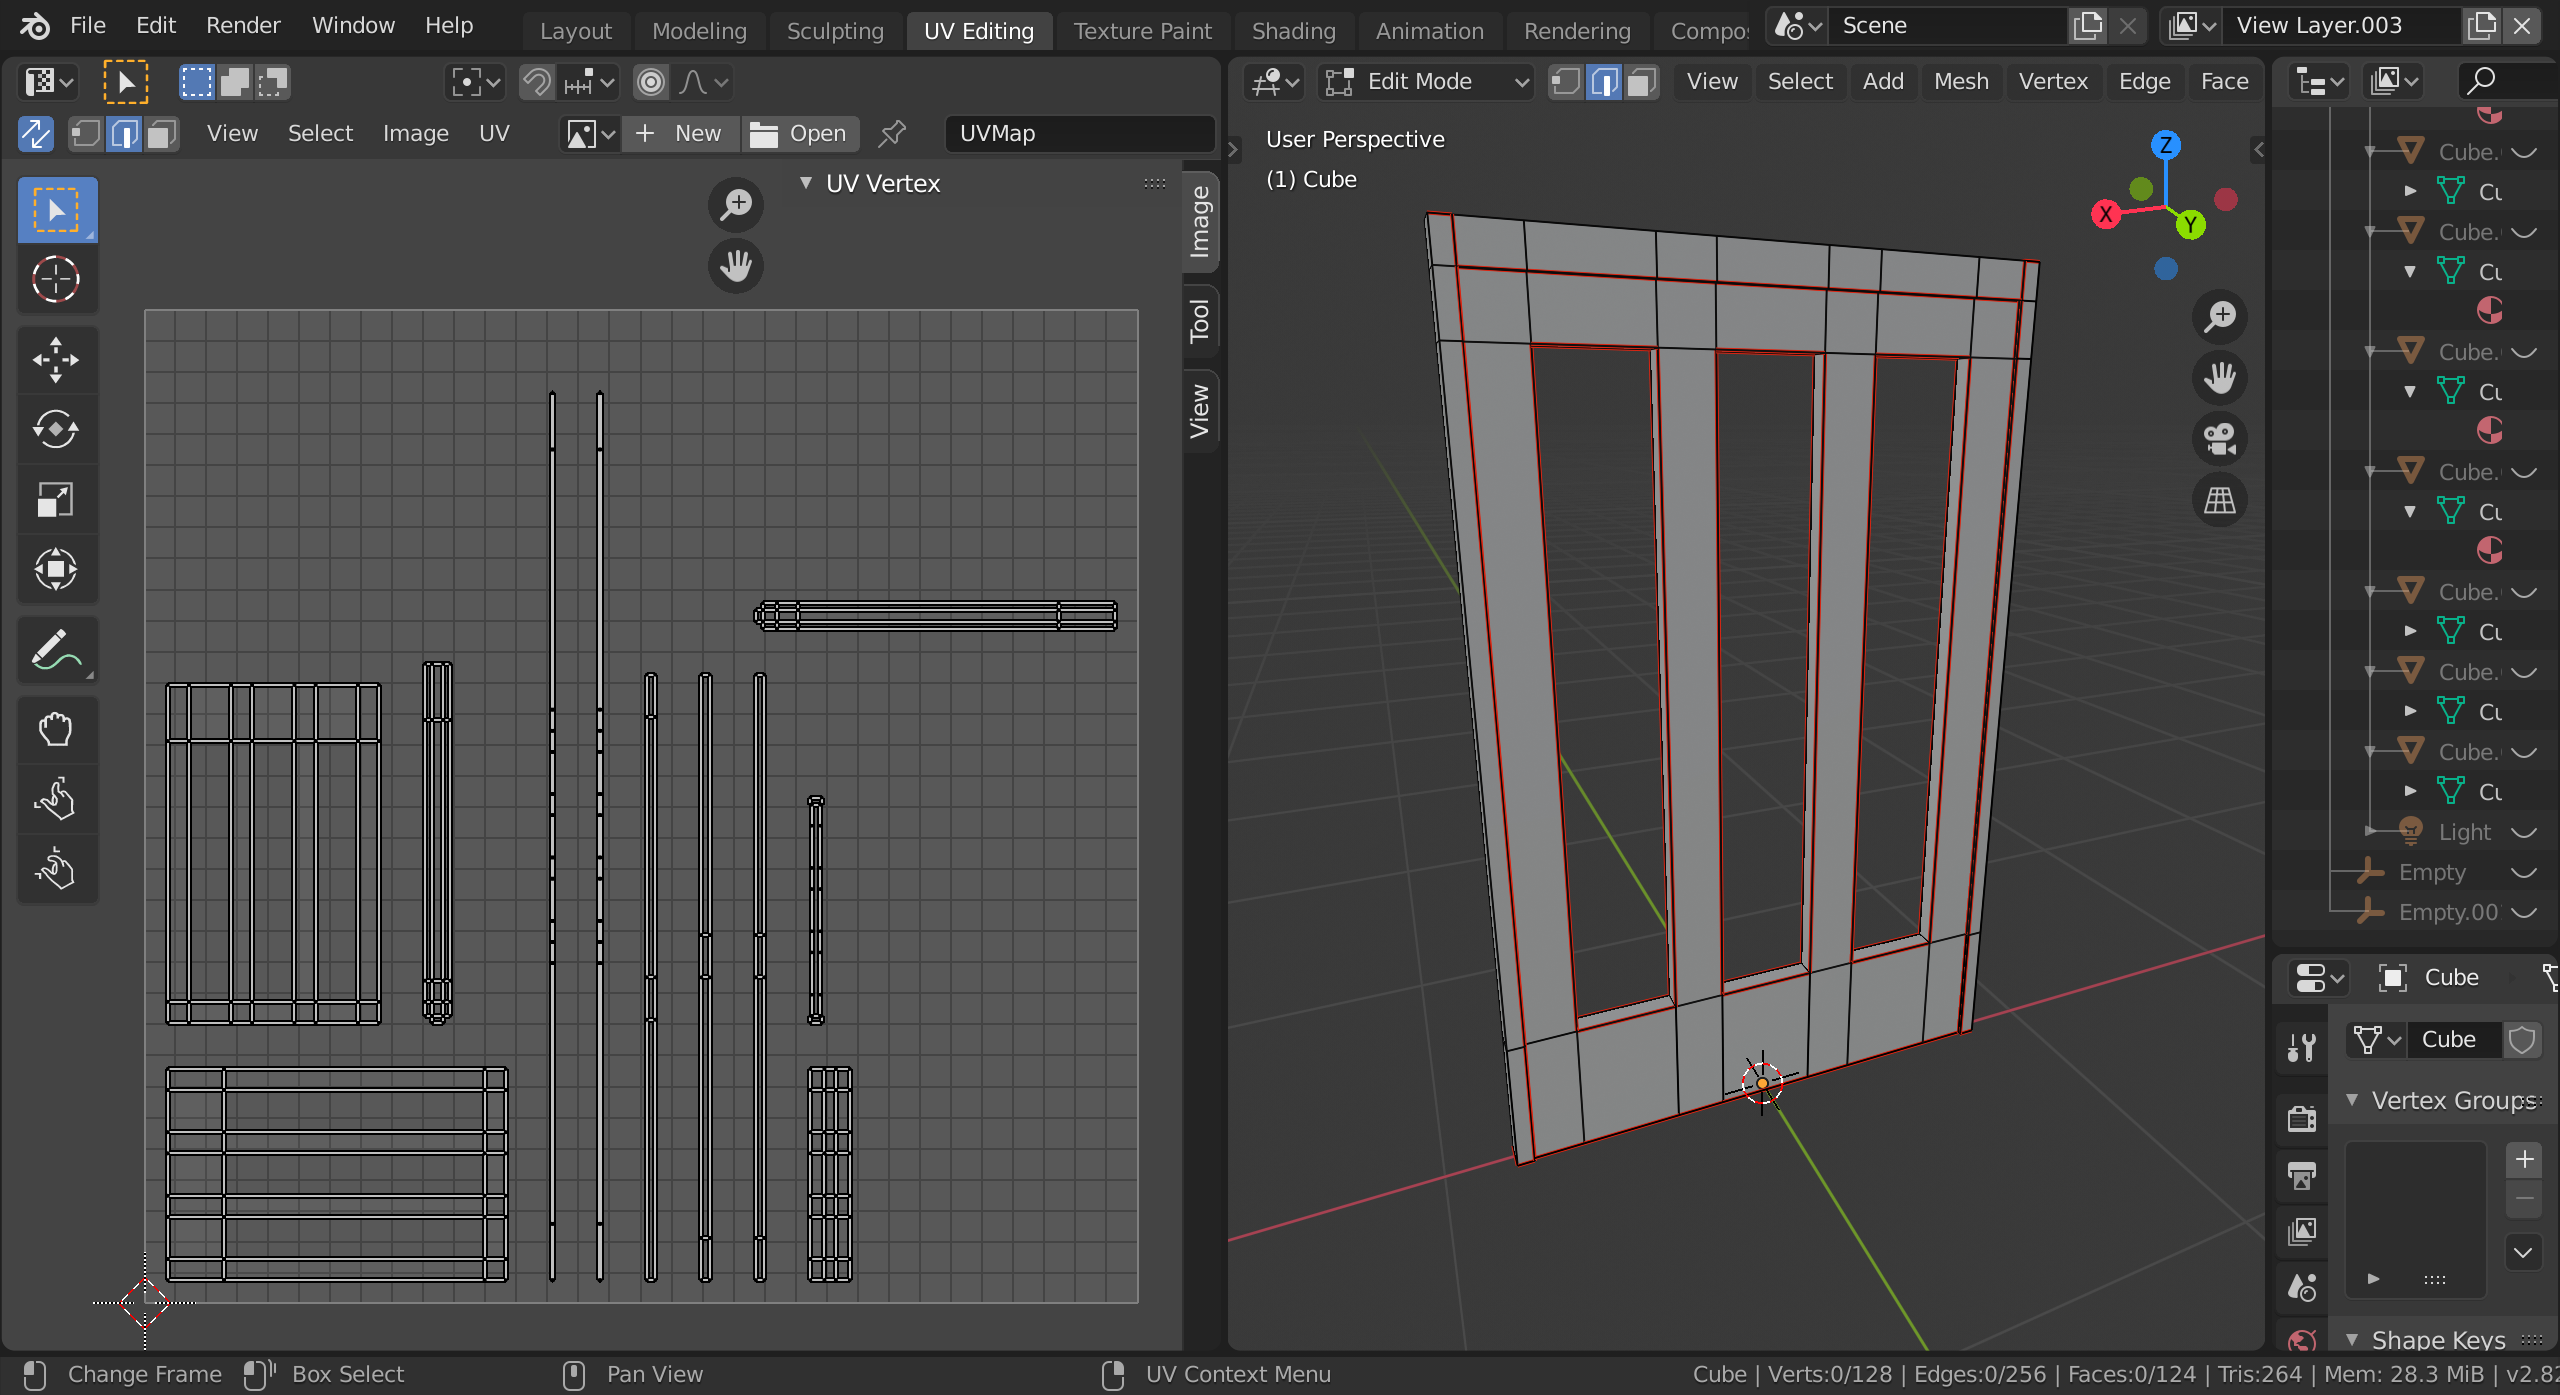 File Edit Render Window Help Layout Modeling Sculpting UV Editing Texture Paint Shading Animation Rendering Compo Scene View Layer.003
Edit Mode View Select Add Mesh Vertex Edge Face
View Select Image UV New Open UVMap
UV Vertex
Image
Tool
View
User Perspective
(1) Cube
Z
X
Y
Cube.
Cu
Cube.
Cu
Cube.
Cu
Cube.
Cu
Cube.
Cu
Cube.
Cu
Cube.
Cu
Light
Empty
Empty.00
Cube
Cube
Vertex Groups
Shape Keys
Change Frame Box Select Pan View UV Context Menu Cube | Verts:0/128 | Edges:0/256 | Faces:0/124 | Tris:264 | Mem: 28.3 MiB | v2.82